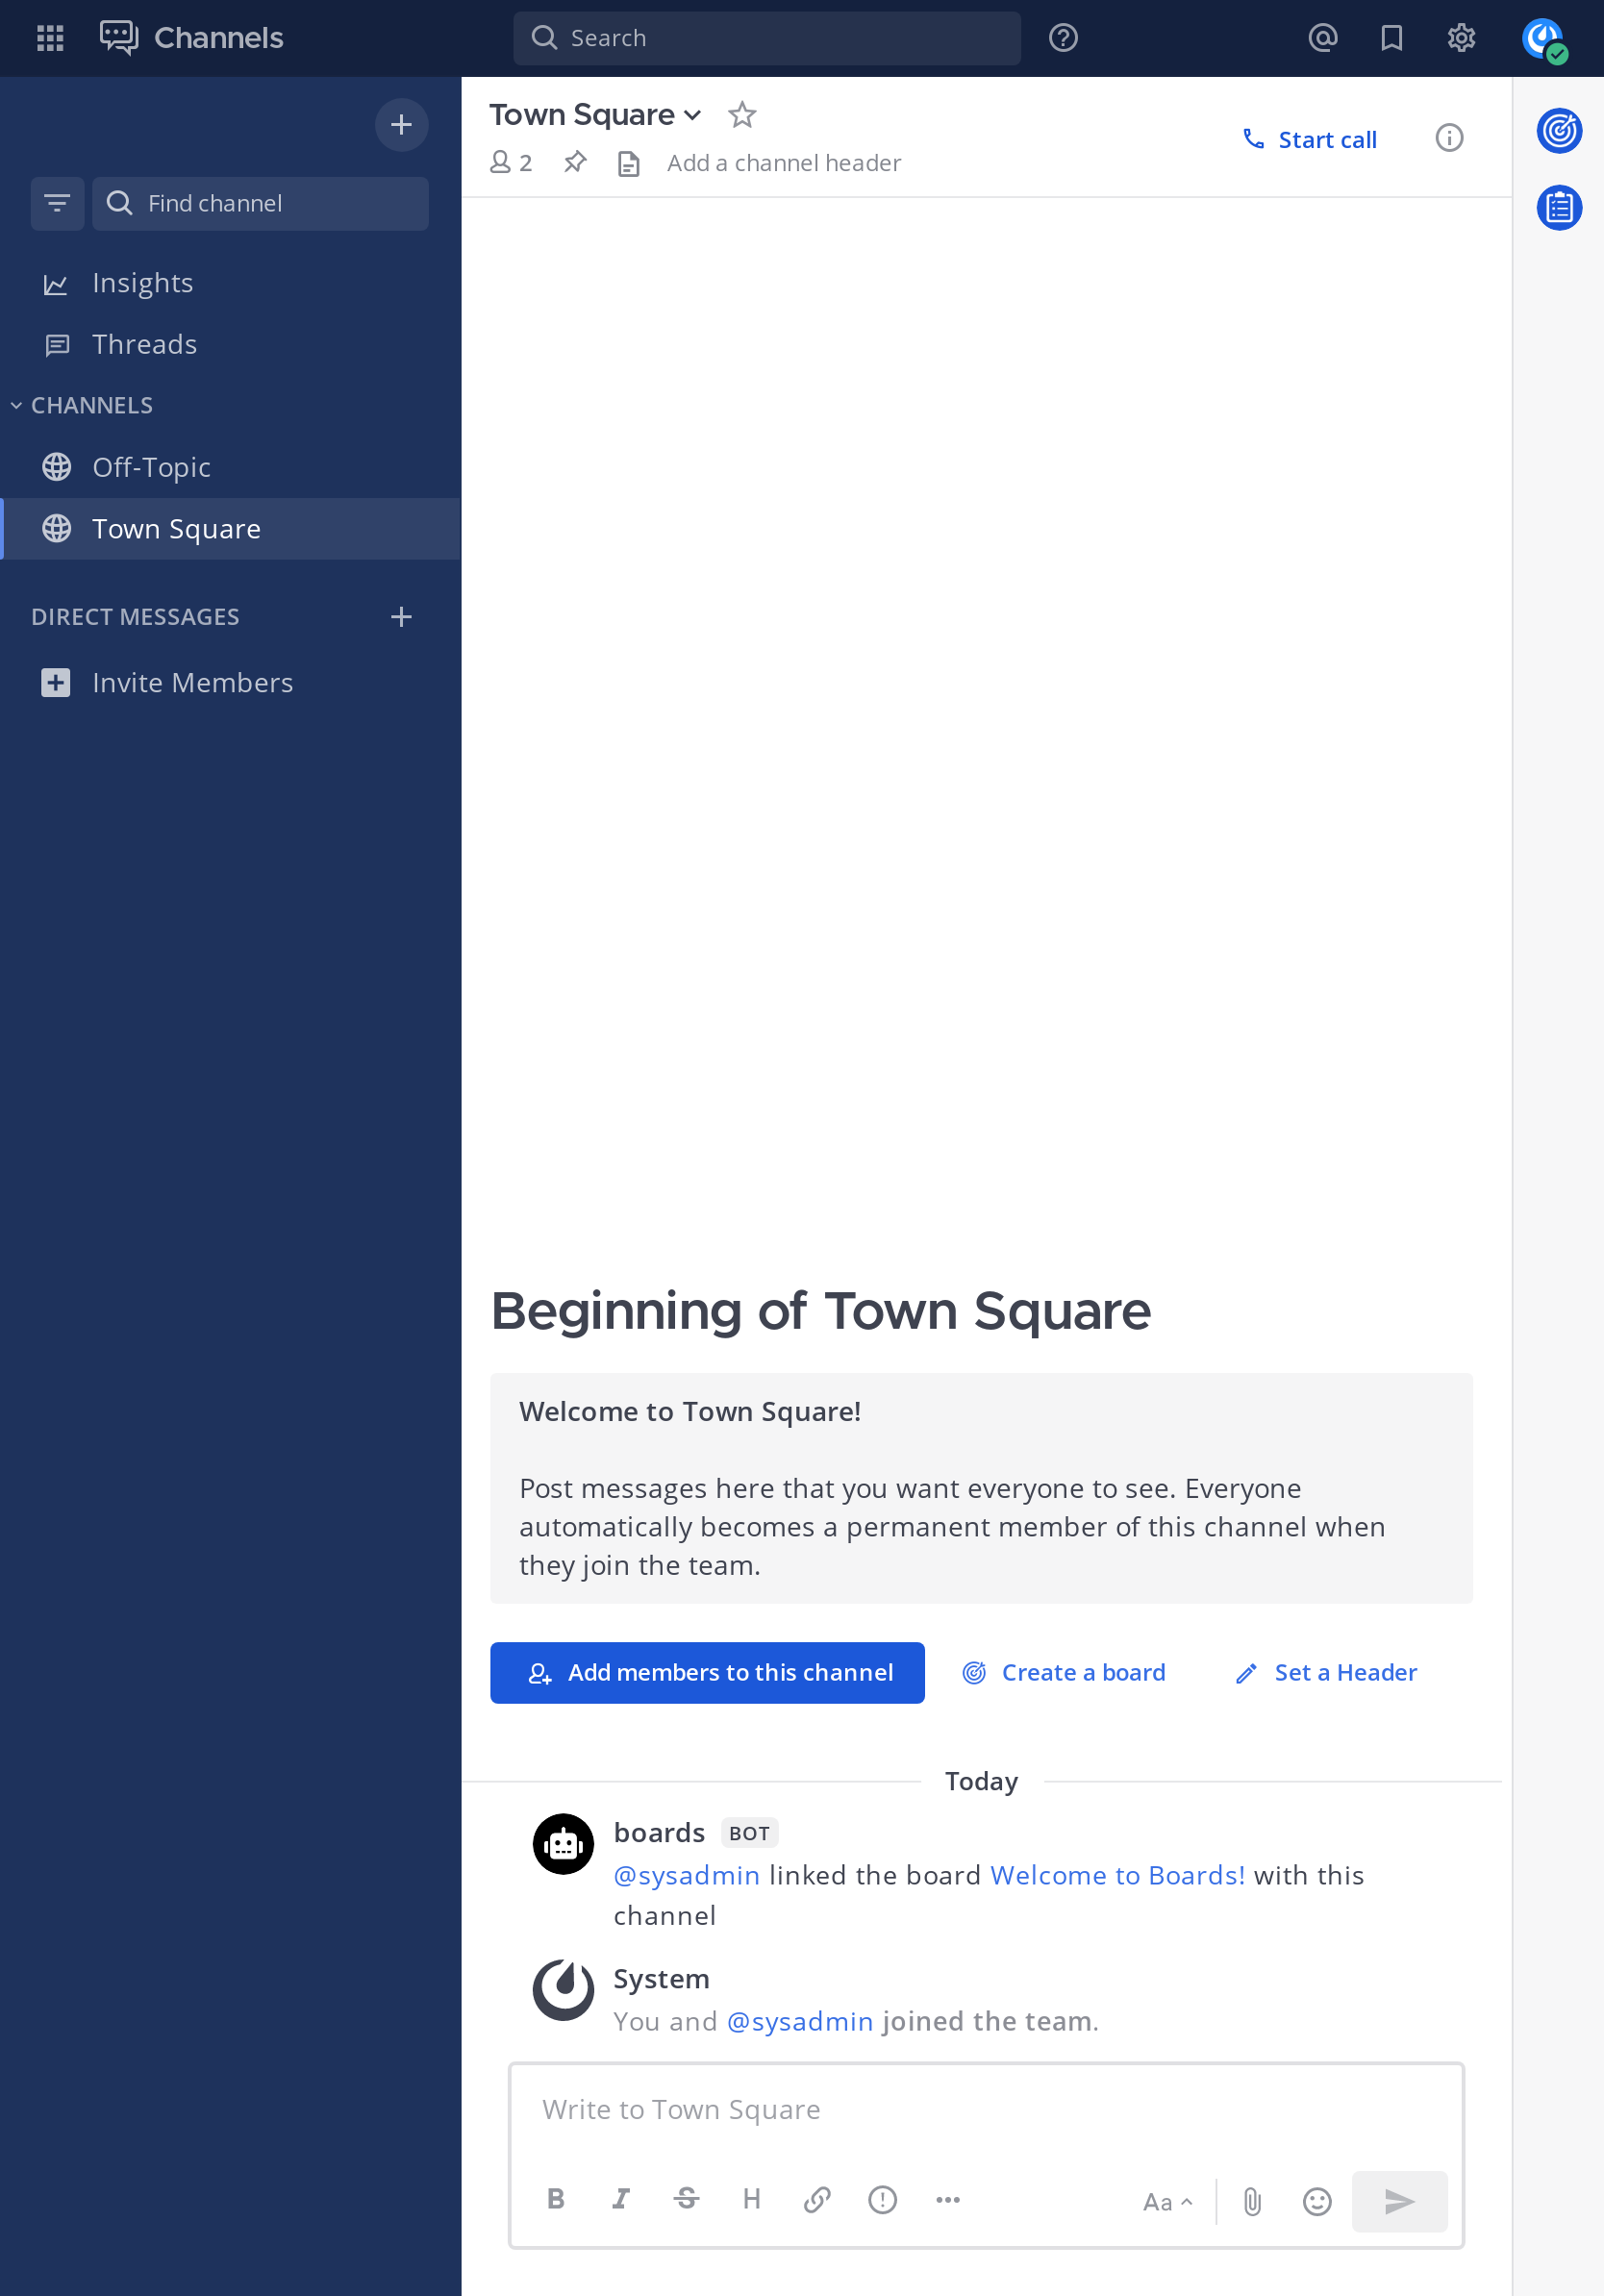 Channels
Search
Find channel
Insights
Threads
CHANNELS
Off-Topic
Town Square
DIRECT MESSAGES
Invite Members
Town Square
2
Add a channel header
Start call
Beginning of Town Square
Welcome to Town Square!
Post messages here that you want everyone to see. Everyone
automatically becomes a permanent member of this channel when
they join the team.
Add members to this channel
Create a board
Set a Header
Today
boards BOT
@sysadmin linked the board Welcome to Boards! with this
channel
System
You and @sysadmin joined the team.
Write to Town Square
B I S H
Aa